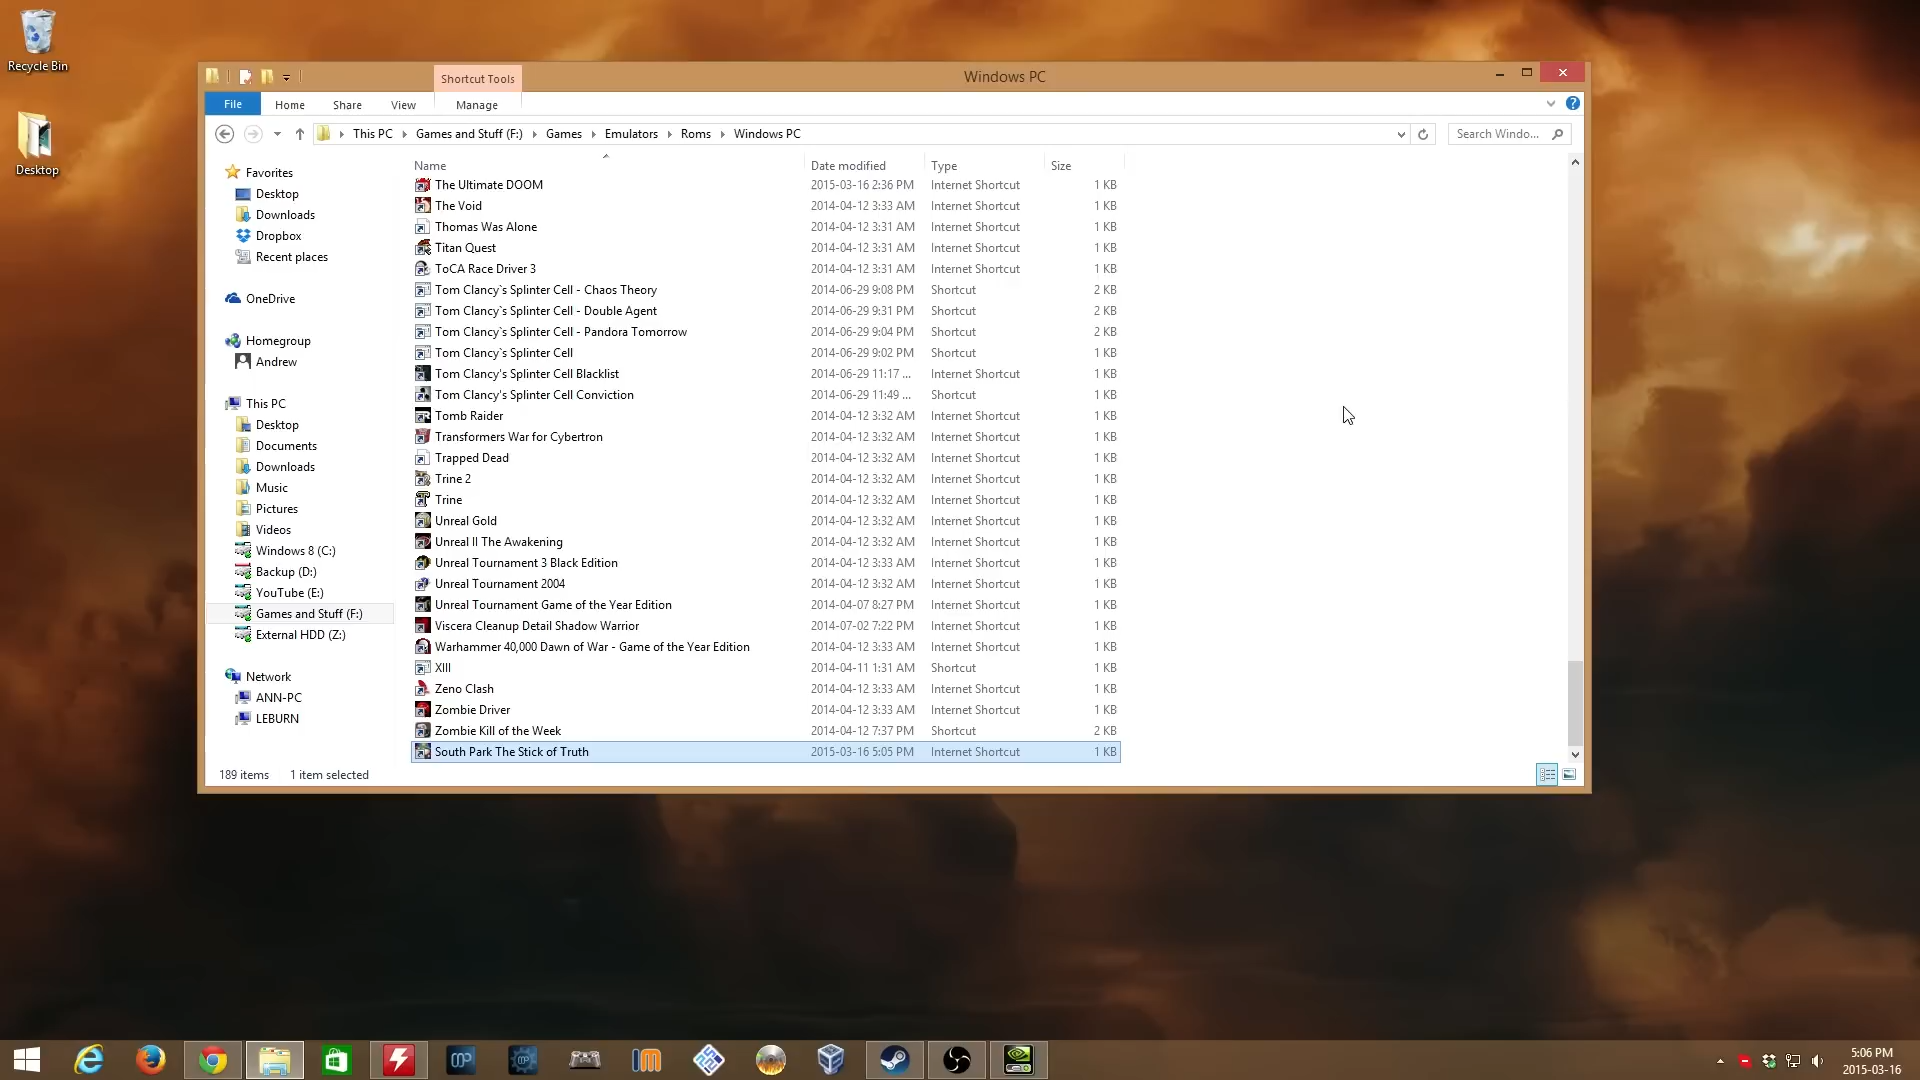 Recycle Bin
Desktop
Shortcut Tools
Windows PC
File Home Share View Manage
This PC Games and Stuff (F:) Games Emulators Roms Windows PC
Search Windo...
Favorites
Desktop
Downloads
Dropbox
Recent places
OneDrive
Homegroup
Andrew
This PC
Desktop
Documents
Downloads
Music
Pictures
Videos
Windows 8 (C:)
Backup (D:)
YouTube (E:)
Games and Stuff (F:)
External HDD (Z:)
Network
ANN-PC
LEBURN
Name Date modified Type Size
The Ultimate DOOM 2015-03-16 2:36 PM Internet Shortcut 1 KB
The Void 2014-04-12 3:33 AM Internet Shortcut 1 KB
Thomas Was Alone 2014-04-12 3:31 AM Internet Shortcut 1 KB
Titan Quest 2014-04-12 3:31 AM Internet Shortcut 1 KB
ToCA Race Driver 3 2014-04-12 3:31 AM Internet Shortcut 1 KB
Tom Clancy`s Splinter Cell - Chaos Theory 2014-06-29 9:08 PM Shortcut 2 KB
Tom Clancy`s Splinter Cell - Double Agent 2014-06-29 9:31 PM Shortcut 2 KB
Tom Clancy`s Splinter Cell - Pandora Tomorrow 2014-06-29 9:04 PM Shortcut 2 KB
Tom Clancy`s Splinter Cell 2014-06-29 9:02 PM Shortcut 1 KB
Tom Clancy's Splinter Cell Blacklist 2014-06-29 11:17 ... Internet Shortcut 1 KB
Tom Clancy's Splinter Cell Conviction 2014-06-29 11:49 ... Shortcut 1 KB
Tomb Raider 2014-04-12 3:32 AM Internet Shortcut 1 KB
Transformers War for Cybertron 2014-04-12 3:32 AM Internet Shortcut 1 KB
Trapped Dead 2014-04-12 3:32 AM Internet Shortcut 1 KB
Trine 2 2014-04-12 3:32 AM Internet Shortcut 1 KB
Trine 2014-04-12 3:32 AM Internet Shortcut 1 KB
Unreal Gold 2014-04-12 3:32 AM Internet Shortcut 1 KB
Unreal II The Awakening 2014-04-12 3:32 AM Internet Shortcut 1 KB
Unreal Tournament 3 Black Edition 2014-04-12 3:33 AM Internet Shortcut 1 KB
Unreal Tournament 2004 2014-04-12 3:32 AM Internet Shortcut 1 KB
Unreal Tournament Game of the Year Edition 2014-04-07 8:27 PM Internet Shortcut 1 KB
Viscera Cleanup Detail Shadow Warrior 2014-07-02 7:22 PM Internet Shortcut 1 KB
Warhammer 40,000 Dawn of War - Game of the Year Edition 2014-04-12 3:33 AM Internet Shortcut 1 KB
XIII 2014-04-11 1:31 AM Shortcut 1 KB
Zeno Clash 2014-04-12 3:33 AM Internet Shortcut 1 KB
Zombie Driver 2014-04-12 3:33 AM Internet Shortcut 1 KB
Zombie Kill of the Week 2014-04-12 7:37 PM Shortcut 2 KB
South Park The Stick of Truth 2015-03-16 5:05 PM Internet Shortcut 1 KB
189 items 1 item selected
5:06 PM
2015-03-16